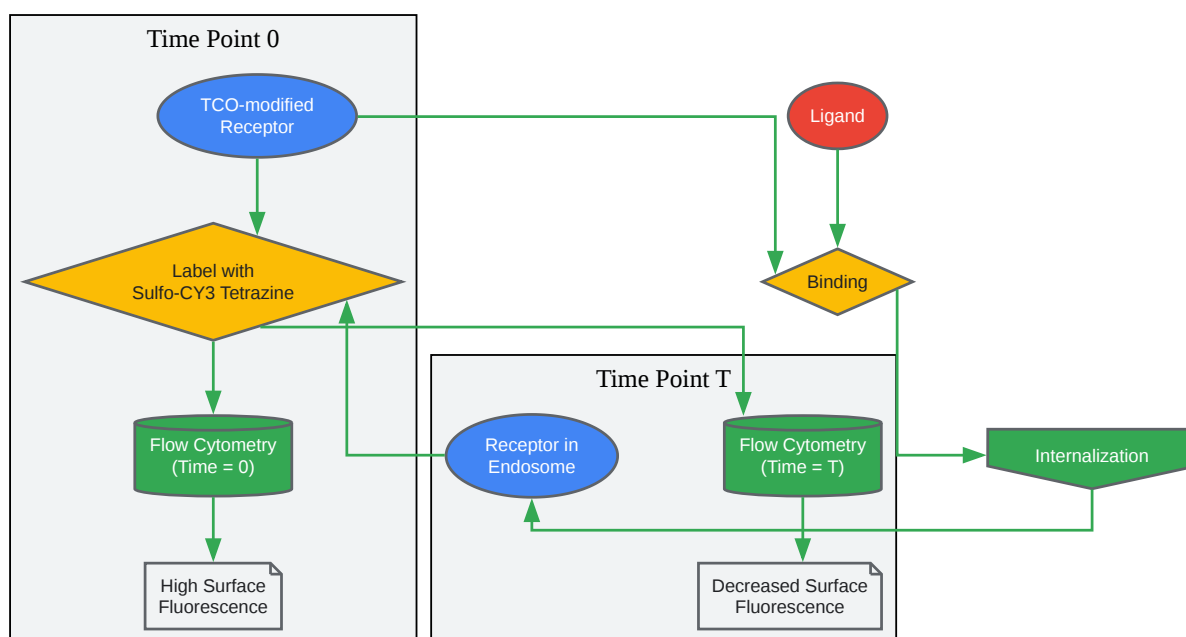 Time Point 0
TCO-modified
Receptor
Ligand
Label with
Sulfo-CY3 Tetrazine
Binding
Time Point T
Flow Cytometry
(Time = 0)
Receptor in
Endosome
Flow Cytometry
(Time = T)
Internalization
High Surface
Fluorescence
Decreased Surface
Fluorescence